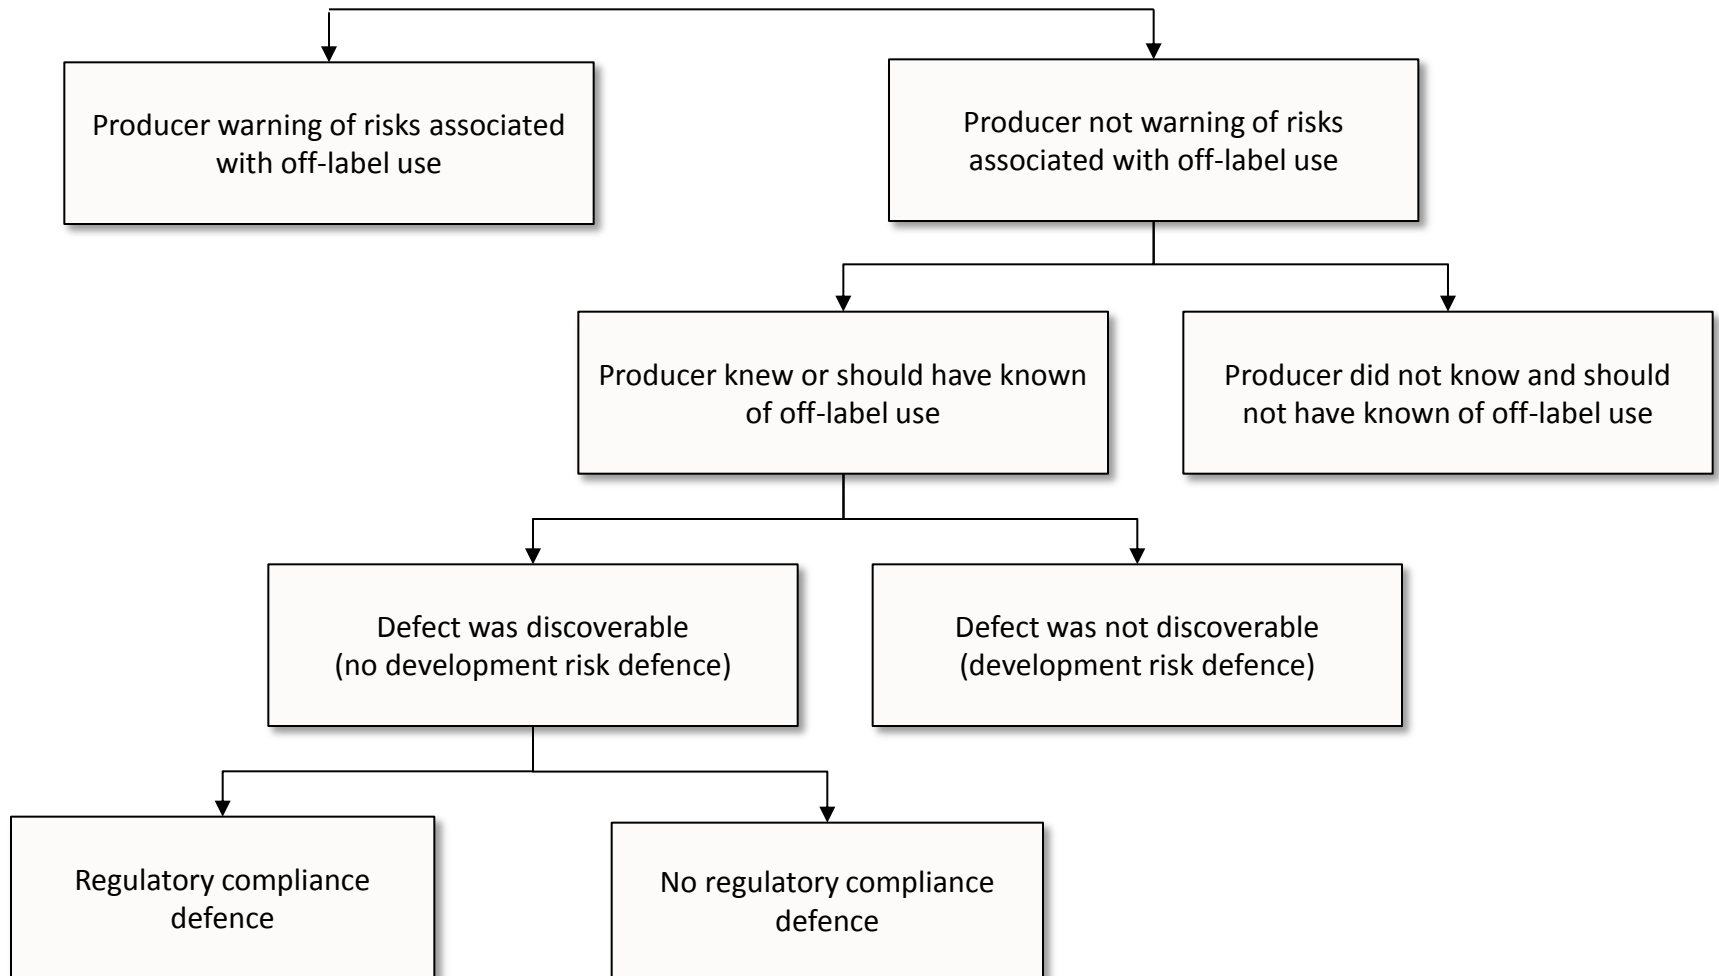 Producer warning of risks associated
with off-label use
Producer not warning of risks
associated with off-label use
Producer knew or should have known
of off-label use
Producer did not know and should
not have known of off-label use
Defect was discoverable
(no development risk defence)
Defect was not discoverable
(development risk defence)
Regulatory compliance
defence
No regulatory compliance
defence